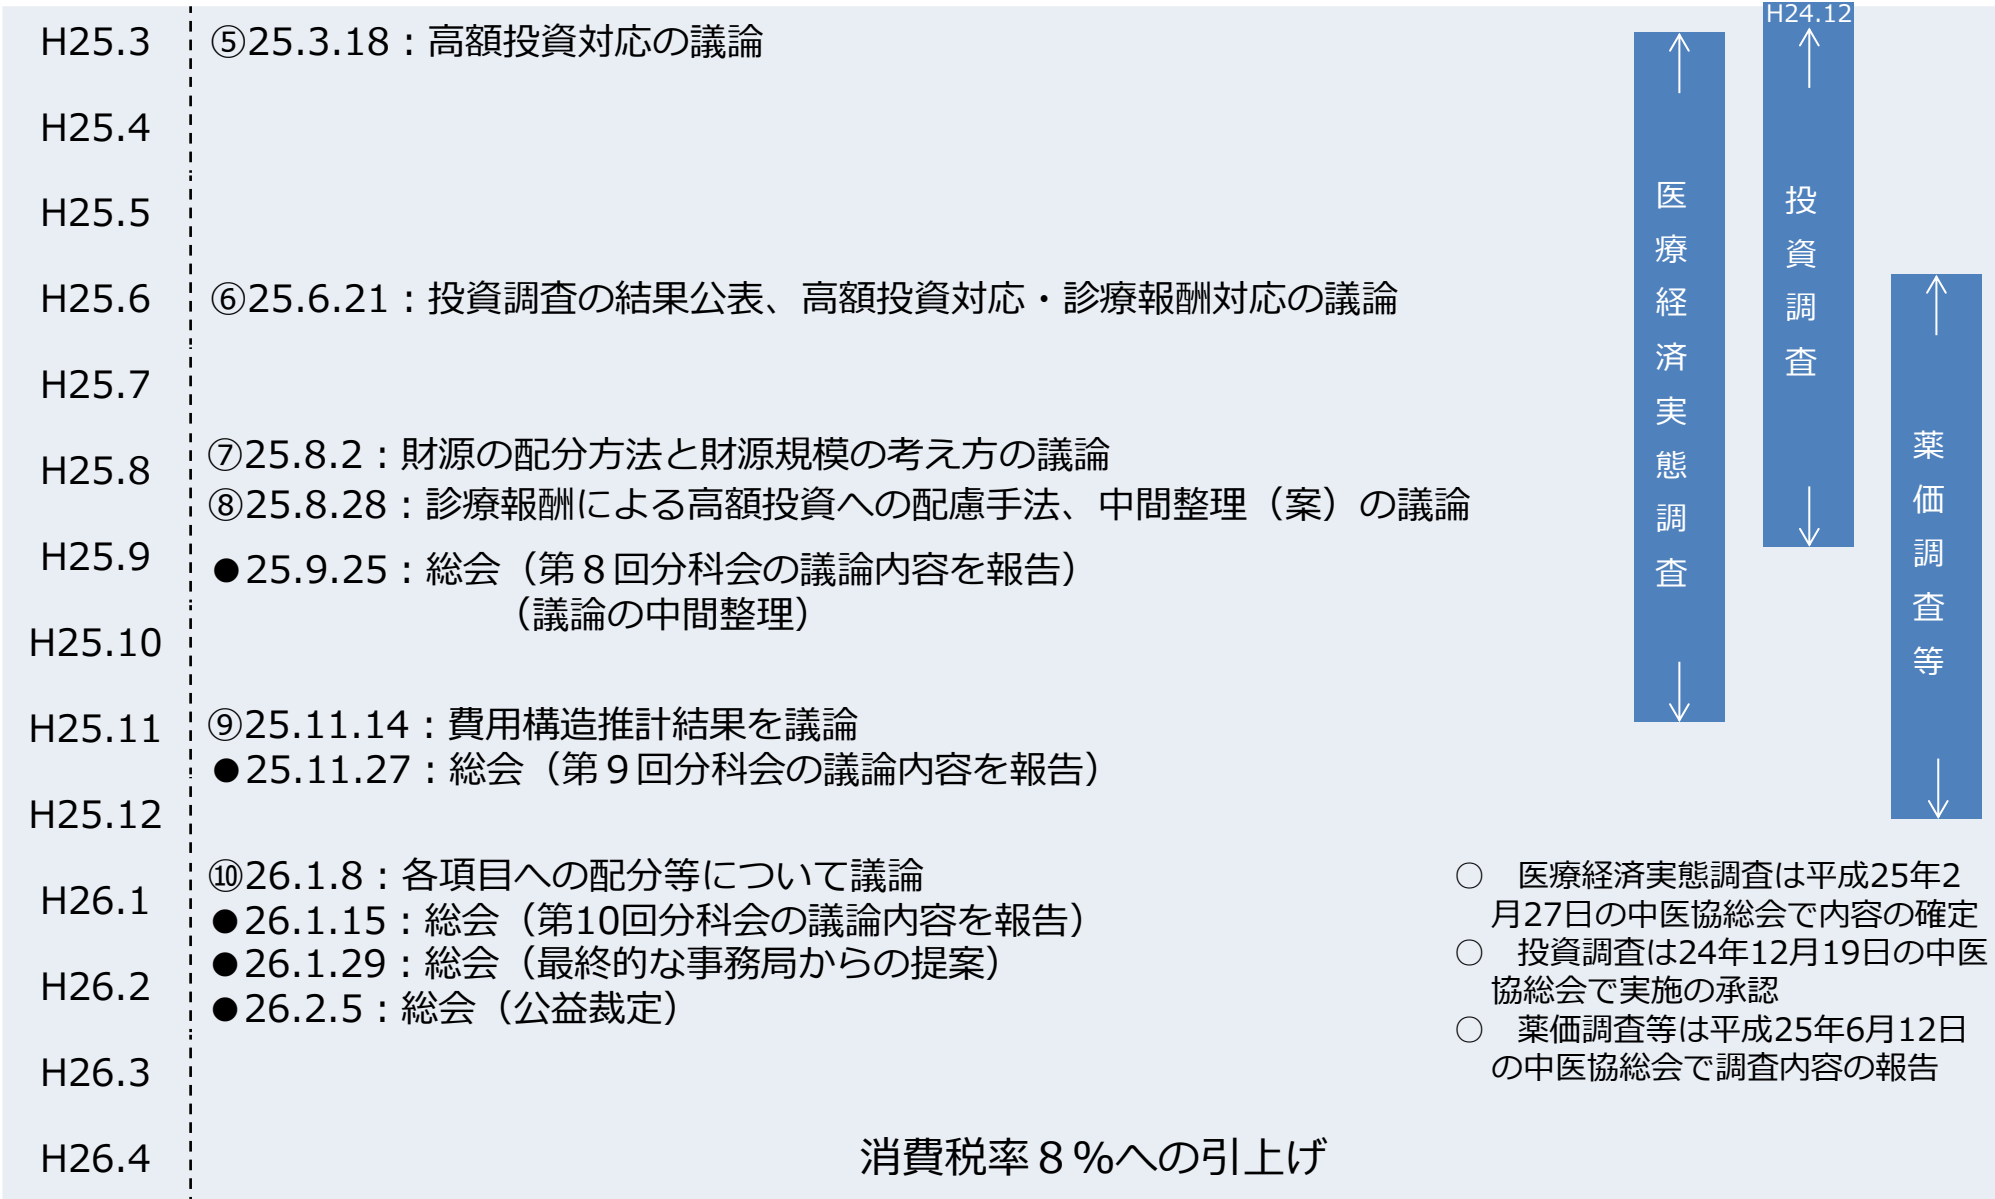 H25.3
⑤25.3.18：高額投資対応の議論
H25.4
H25.5
H25.6
⑥25.6.21：投資調査の結果公表、高額投資対応・診療報酬対応の議論
H25.7
H25.8
⑦25.8.2：財源の配分方法と財源規模の考え方の議論
⑧25.8.28：診療報酬による高額投資への配慮手法、中間整理（案）の議論
H25.9
●25.9.25：総会（第８回分科会の議論内容を報告）
（議論の中間整理）
H25.10
H25.11
⑨25.11.14：費用構造推計結果を議論
●25.11.27：総会（第９回分科会の議論内容を報告）
H25.12
H26.1
⑩26.1.8：各項目への配分等について議論
●26.1.15：総会（第10回分科会の議論内容を報告）
●26.1.29：総会（最終的な事務局からの提案）
H26.2
●26.2.5：総会（公益裁定）
H26.3
H26.4
消費税率８％への引上げ
医療経済実態調査
H24.12
投資調査
薬価調査等
○　医療経済実態調査は平成25年2
月27日の中医協総会で内容の確定
○　投資調査は24年12月19日の中医
協総会で実施の承認
○　薬価調査等は平成25年6月12日
の中医協総会で調査内容の報告